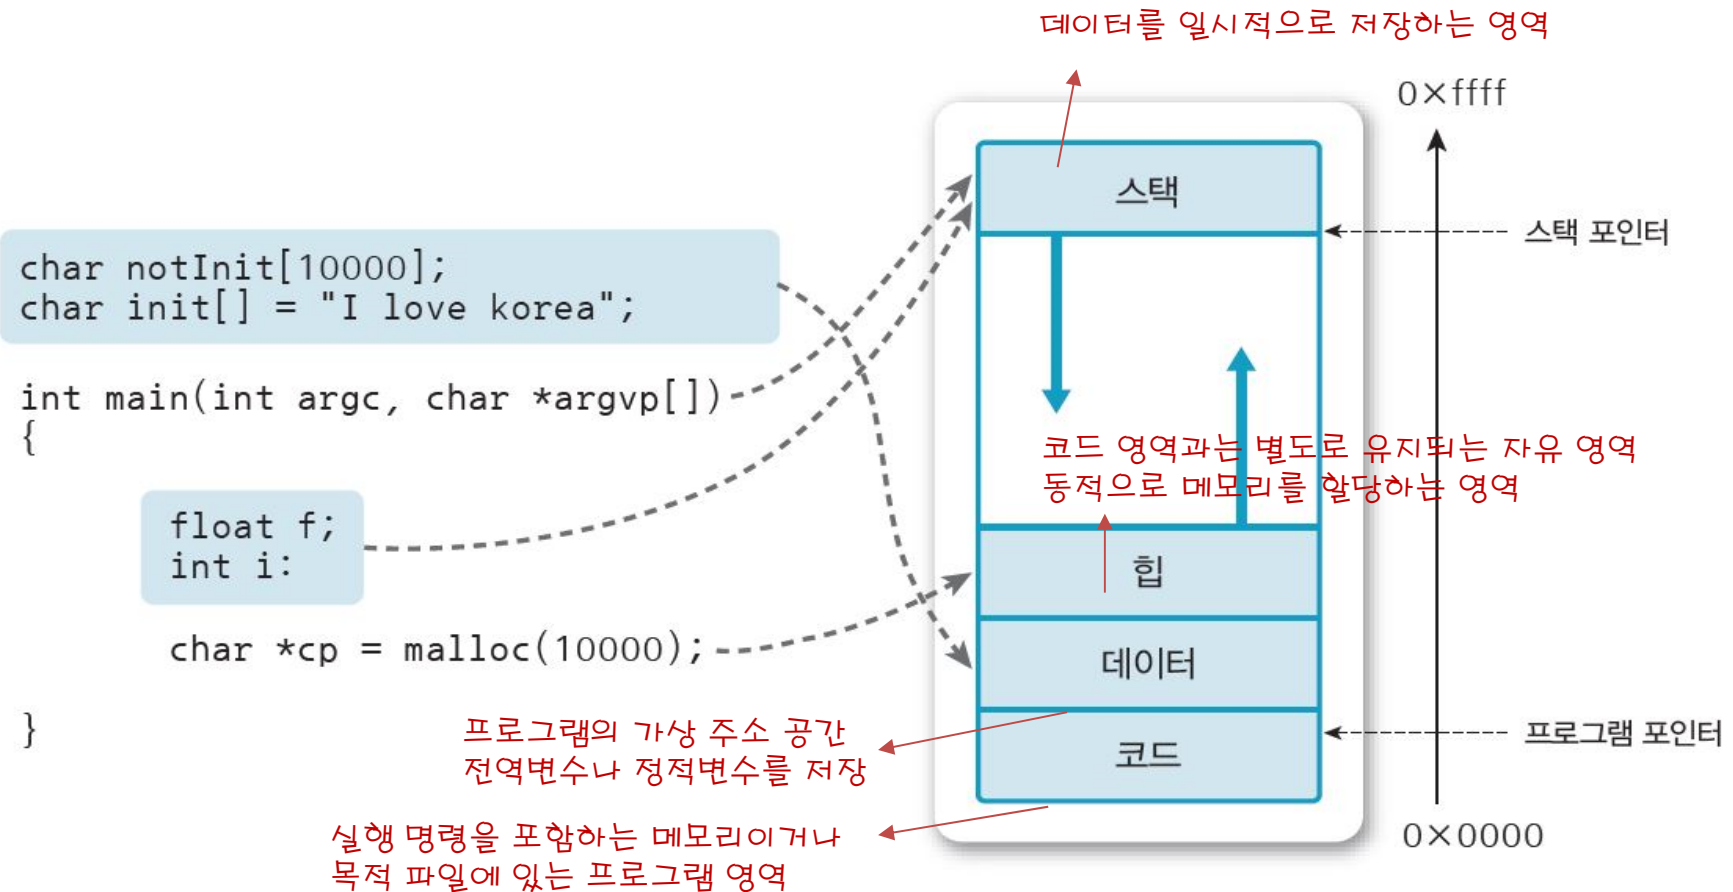 데이터를 일시적으로 저장하는 영역
0×ffff
스택
스택 포인터
char notInit[10000];
char init[] = "I love korea";
int main(int argc, char *argvp[])
{
코드 영역과는 별도로 유지되는 자유 영역
동적으로 메모리를 할당하는 영역
float f;
int i:
힙
char *cp = malloc(10000);
데이터
}
프로그램의 가상 주소 공간
전역변수나 정적변수를 저장
코드
프로그램 포인터
실행 명령을 포함하는 메모리이거나
목적 파일에 있는 프로그램 영역
0×0000